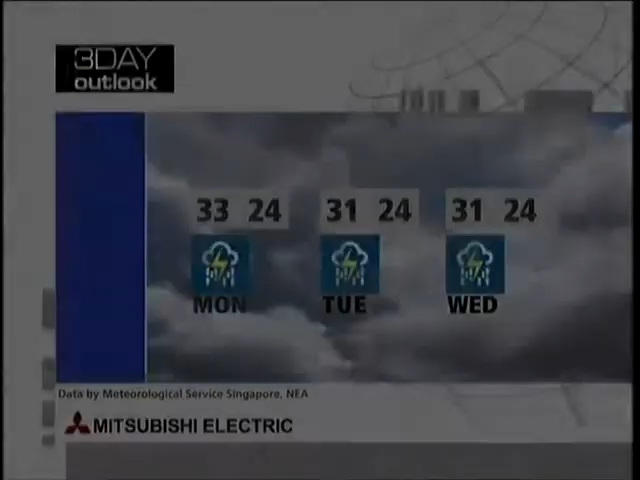 3DAY
outlook
33 24 31 24 31 24
MON TUE WED
Data by Meteorological Service Singapore, NEA
MITSUBISHI ELECTRIC